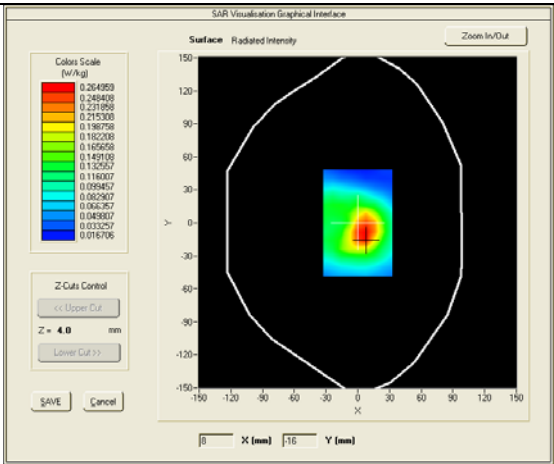 SAR Visualisation Graphical Interface
Surface Radiated Intensity
Zoom In/Out
Colors Scale
(W/kg)
0.264959
0.248408
0.231858
0.215308
0.198758
0.182208
0.165658
0.149108
0.132557
0.116007
0.099457
0.082907
0.066357
0.049807
0.033257
0.016706
Z-Cuts Control
<< Upper Cut
Z = 4.0 mm
Lower Cut >>
SAVE
Cancel
150-
120-
90-
60-
30-
0-
-30-
-60-
-90-
-120-
-150-
Y
-150 -120 -90 -60 -30 0 30 60 90 120 150
X
8 X (mm) -16 Y (mm)